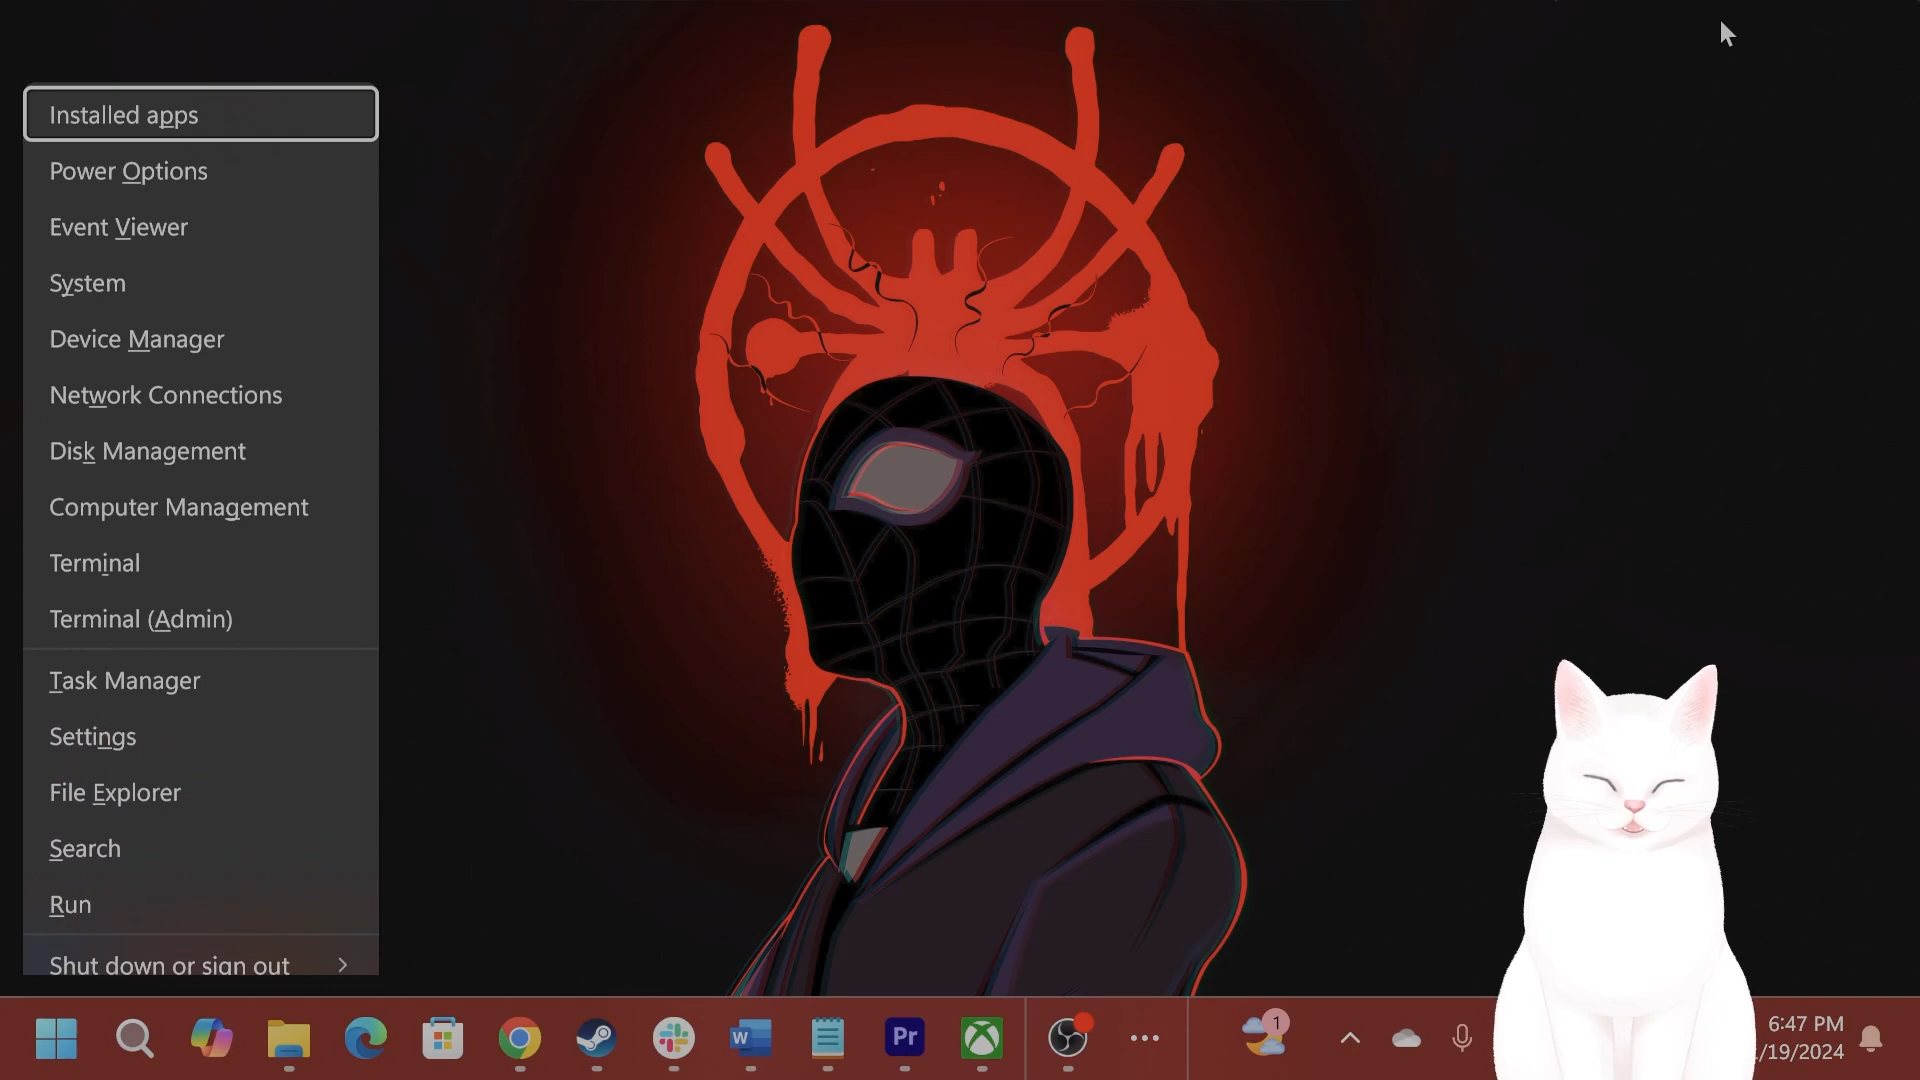 Installed apps
Power Options
Event Viewer
System
Device Manager
Network Connections
Disk Management
Computer Management
Terminal
Terminal (Admin)
Task Manager
Settings
File Explorer
Search
Run
Shut down or sign out
W
Pr
1
6:47 PM
/19/2024